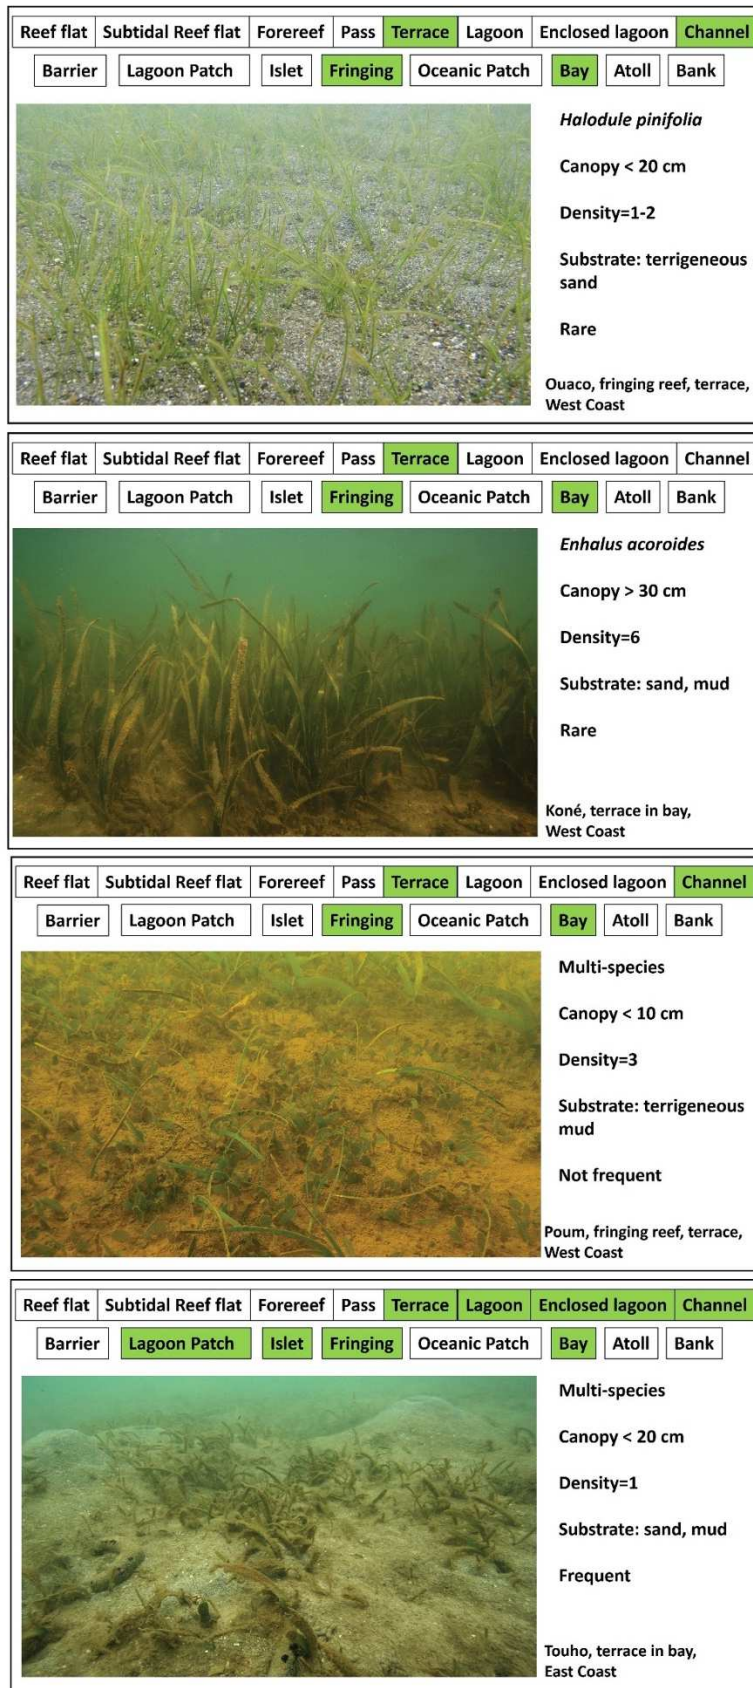 Reef flat Subtidal Reef flat Forereef Pass Terrace Lagoon Enclosed lagoon Channel
Barrier Lagoon Patch Islet Fringing Oceanic Patch Bay Atoll Bank
Halodule pinifolia
Canopy < 20 cm
Density=1-2
Substrate: terrigeneous
sand
Rare
Ouaco, fringing reef, terrace,
West Coast
Reef flat Subtidal Reef flat Forereef Pass Terrace Lagoon Enclosed lagoon Channel
Barrier Lagoon Patch Islet Fringing Oceanic Patch Bay Atoll Bank
Enhalus acoroides
Canopy > 30 cm
Density=6
Substrate: sand, mud
Rare
Koné, terrace in bay,
West Coast
Reef flat Subtidal Reef flat Forereef Pass Terrace Lagoon Enclosed lagoon Channel
Barrier Lagoon Patch Islet Fringing Oceanic Patch Bay Atoll Bank
Multi-species
Canopy < 10 cm
Density=3
Substrate: terrigeneous
mud
Not frequent
Poum, fringing reef, terrace,
West Coast
Reef flat Subtidal Reef flat Forereef Pass Terrace Lagoon Enclosed lagoon Channel
Barrier Lagoon Patch Islet Fringing Oceanic Patch Bay Atoll Bank
Multi-species
Canopy < 20 cm
Density=1
Substrate: sand, mud
Frequent
Touho, terrace in bay,
East Coast